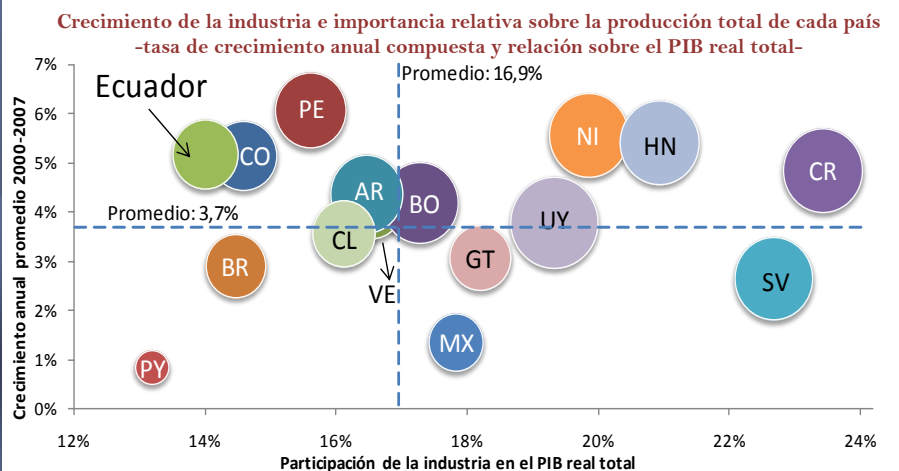 Crecimiento de la industria e importancia relativa sobre la producción total de cada país
-tasa de crecimiento anual compuesta y relación sobre el PIB real total-
7%
Promedio: 16,9%
Ecuador
6%
PE
NI
HN
CO
5%
CR
AR
BO
4%
Promedio: 3,7%
UY
CL
GT
3%
BR
SV
VE
2%
MX
1%
PY
0%
12%
14%
16%
18%
20%
22%
24%
Crecimiento anual promedio 2000-2007
Participación de la industria en el PIB real total